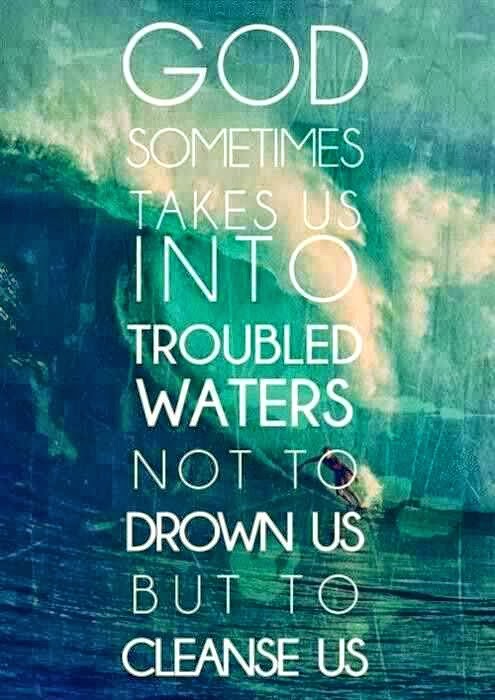 GOD
SOMETIMES
TAKES US
INTO
TROUBLED
WATERS
NOT TO
DROWN US
BUT TO
CLEANSE US